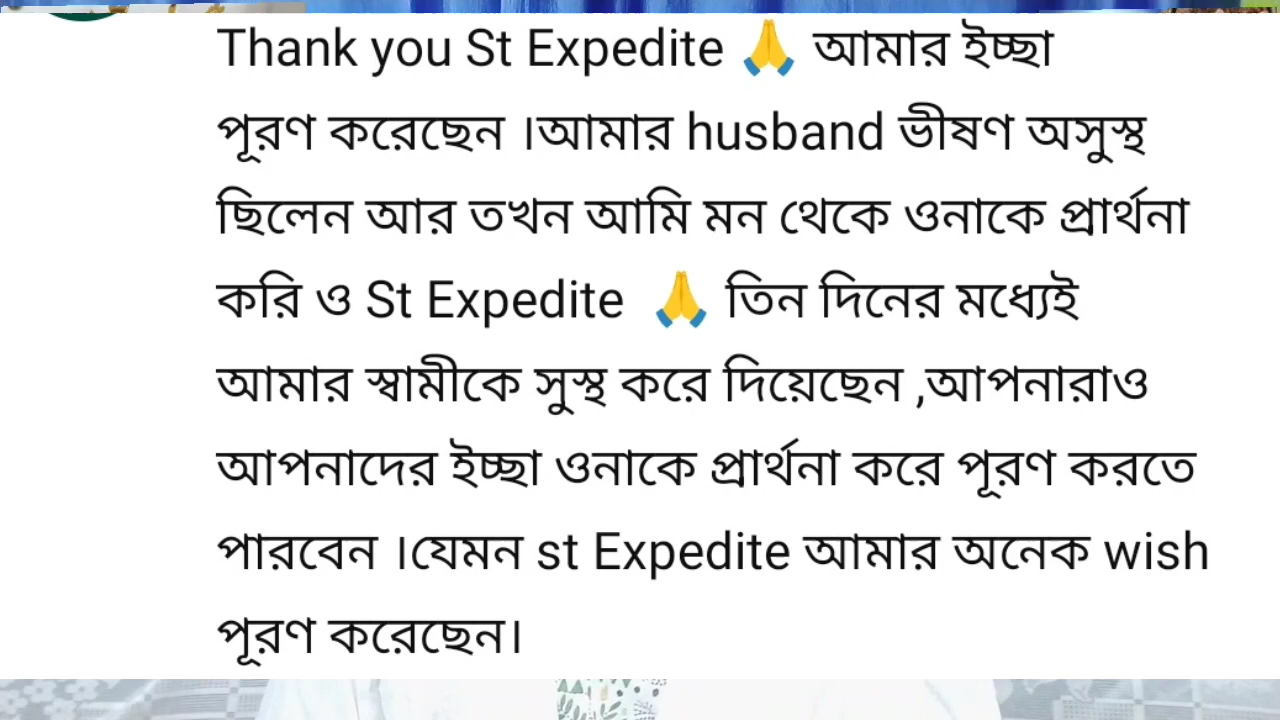 Thank you St Expedite 🙏 আমার ইচ্ছা
পূরণ করেছেন ।আমার husband ভীষণ অসুস্থ
ছিলেন আর তখন আমি মন থেকে ওনাকে প্রার্থনা
করি ও St Expedite 🙏 তিন দিনের মধ্যেই
আমার স্বামীকে সুস্থ করে দিয়েছেন ,আপনারাও
আপনাদের ইচ্ছা ওনাকে প্রার্থনা করে পূরণ করতে
পারবেন ।যেমন st Expedite আমার অনেক wish
পূরণ করেছেন।